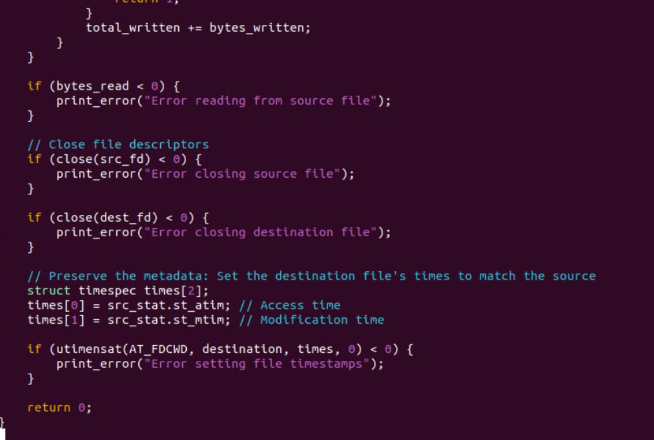 return 1;
}
total_written += bytes_written;
}
}
if (bytes_read < 0) {
print_error("Error reading from source file");
}
// Close file descriptors
if (close(src_fd) < 0) {
print_error("Error closing source file");
}
if (close(dest_fd) < 0) {
print_error("Error closing destination file");
}
// Preserve the metadata: Set the destination file's times to match the source
struct timespec times[2];
times[0] = src_stat.st_atim; // Access time
times[1] = src_stat.st_mtim; // Modification time
if (utimensat(AT_FDCWD, destination, times, 0) < 0) {
print_error("Error setting file timestamps");
}
return 0;
}